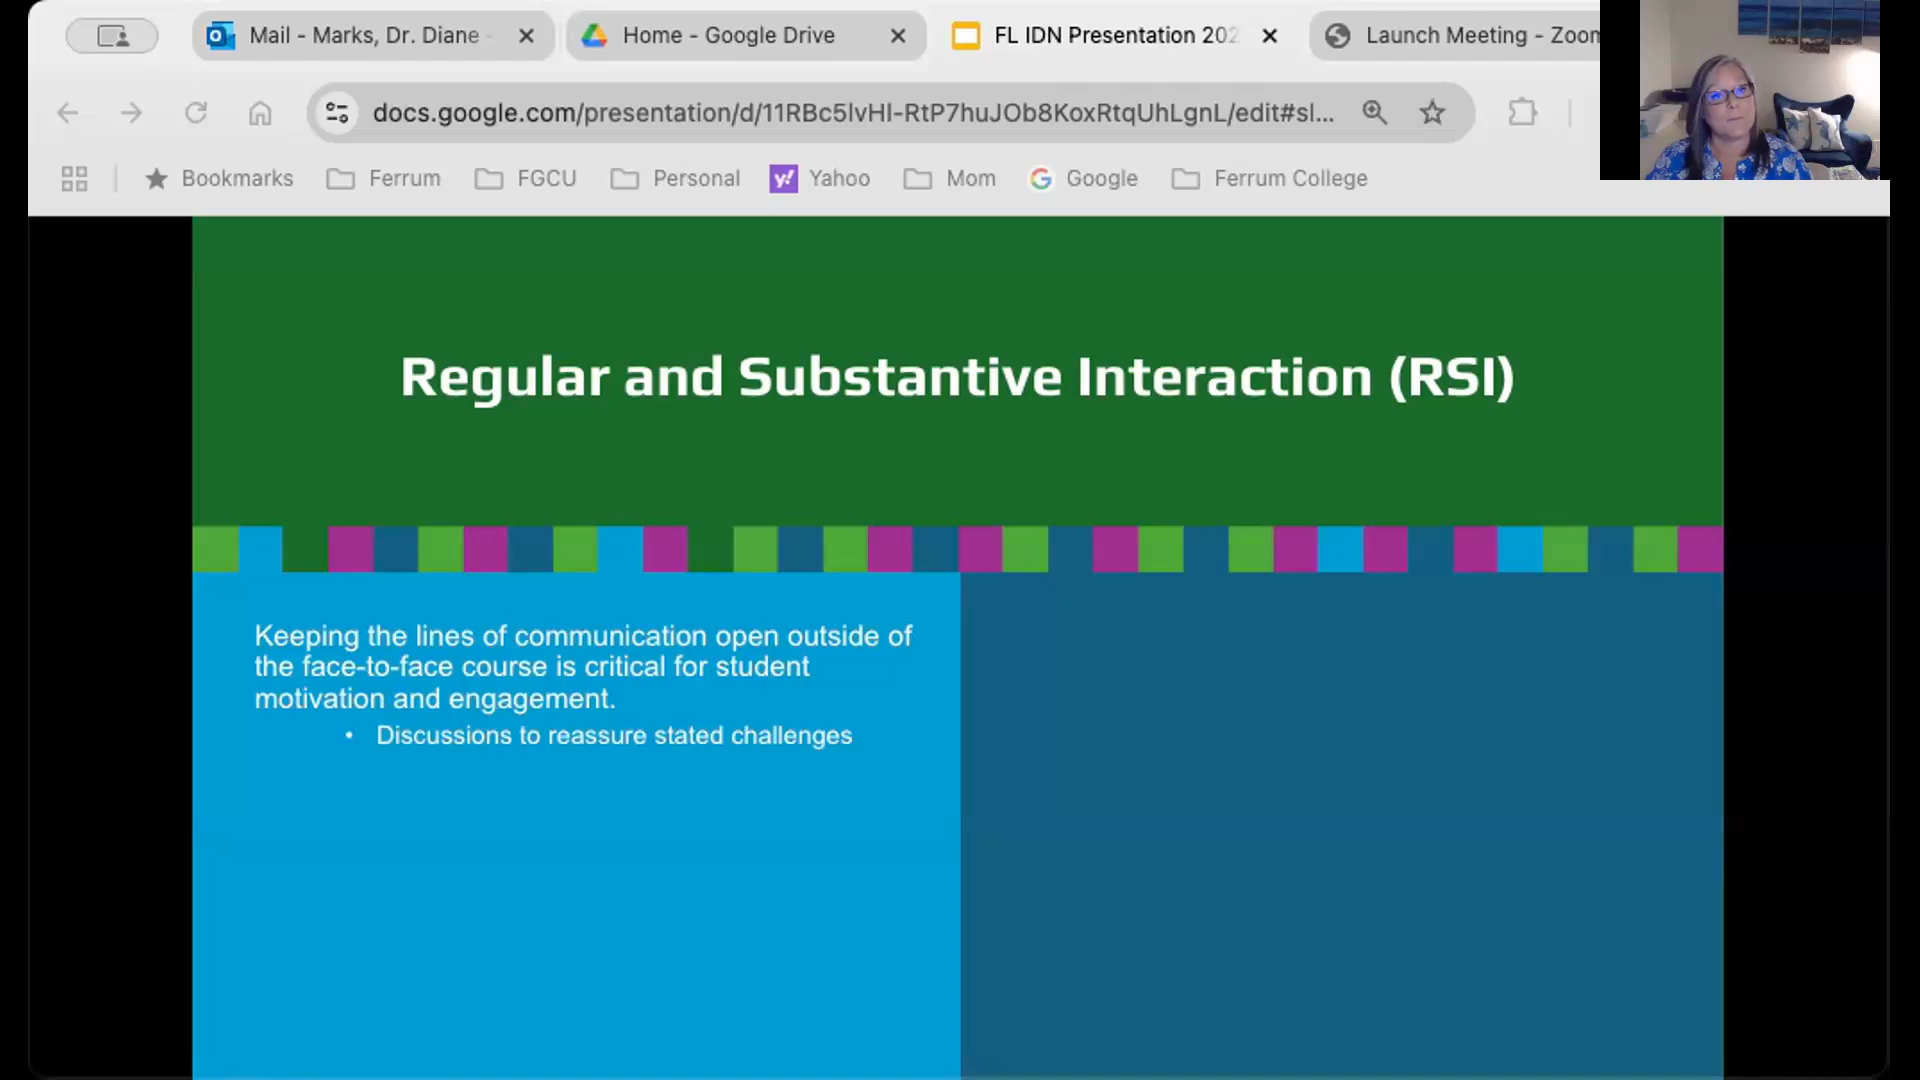 Mail - Marks, Dr. Diane -
Home - Google Drive
FL IDN Presentation 202
Launch Meeting - Zoom
docs.google.com/presentation/d/11RBc5lvHl-RtP7huJOb8KoxRtqUhLgnL/edit#sl...
Bookmarks
Ferrum
FGCU
Personal
y!
Yahoo
Mom
Google
Ferrum College
Regular and Substantive Interaction (RSI)
Keeping the lines of communication open outside of
the face-to-face course is critical for student
motivation and engagement.
• Discussions to reassure stated challenges